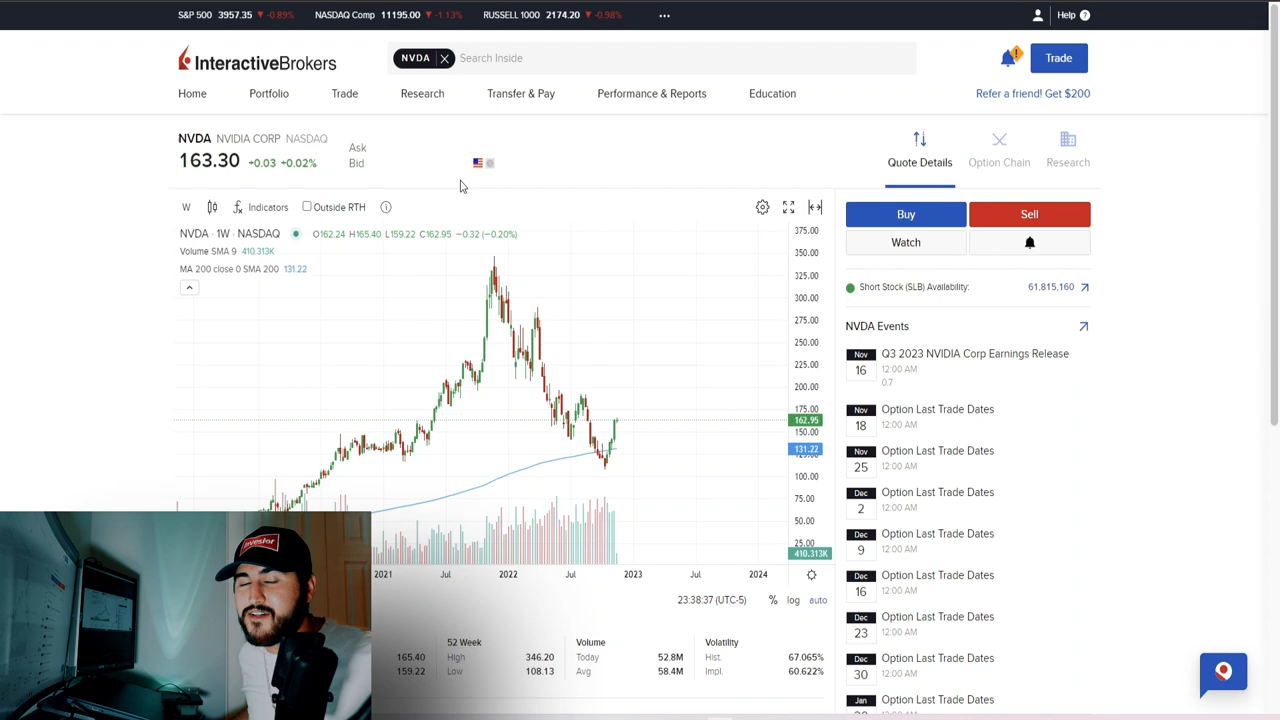 S&P 500 3957.35 ▼ -0.89% NASDAQ Comp 11195.00 ▼ -1.13% RUSSELL 1000 2174.20 ▼ -0.98% ••• Help ?
InteractiveBrokers NVDA Search Inside ! Trade
Home Portfolio Trade Research Transfer & Pay Performance & Reports Education Refer a friend! Get $200
NVDA NVIDIA CORP NASDAQ
163.30 +0.03 +0.02%
Ask
Bid
Quote Details Option Chain Research
W Indicators Outside RTH
NVDA · 1W · NASDAQ O162.24 H165.40 L159.22 C162.95 −0.32 (−0.20%)
Volume SMA 9 410.313K
MA 200 close 0 SMA 200 131.22
375.00
350.00
325.00
300.00
275.00
250.00
225.00
200.00
175.00
162.95
150.00
131.22
100.00
75.00
50.00
25.00
410.313K
2021 Jul 2022 Jul 2023 Jul 2024
23:38:37 (UTC-5) % log auto
52 Week Volume Volatility
165.40 High 346.20 Today 52.8M Hist. 67.065%
159.22 Low 108.13 Avg 58.4M Impl. 60.622%
Buy Sell
Watch
Short Stock (SLB) Availability: 61,815,160
NVDA Events
Nov 16 Q3 2023 NVIDIA Corp Earnings Release
12:00 AM
0.7
Nov 18 Option Last Trade Dates
12:00 AM
Nov 25 Option Last Trade Dates
12:00 AM
Dec 2 Option Last Trade Dates
12:00 AM
Dec 9 Option Last Trade Dates
12:00 AM
Dec 16 Option Last Trade Dates
12:00 AM
Dec 23 Option Last Trade Dates
12:00 AM
Dec 30 Option Last Trade Dates
12:00 AM
Jan Option Last Trade Dates
investor